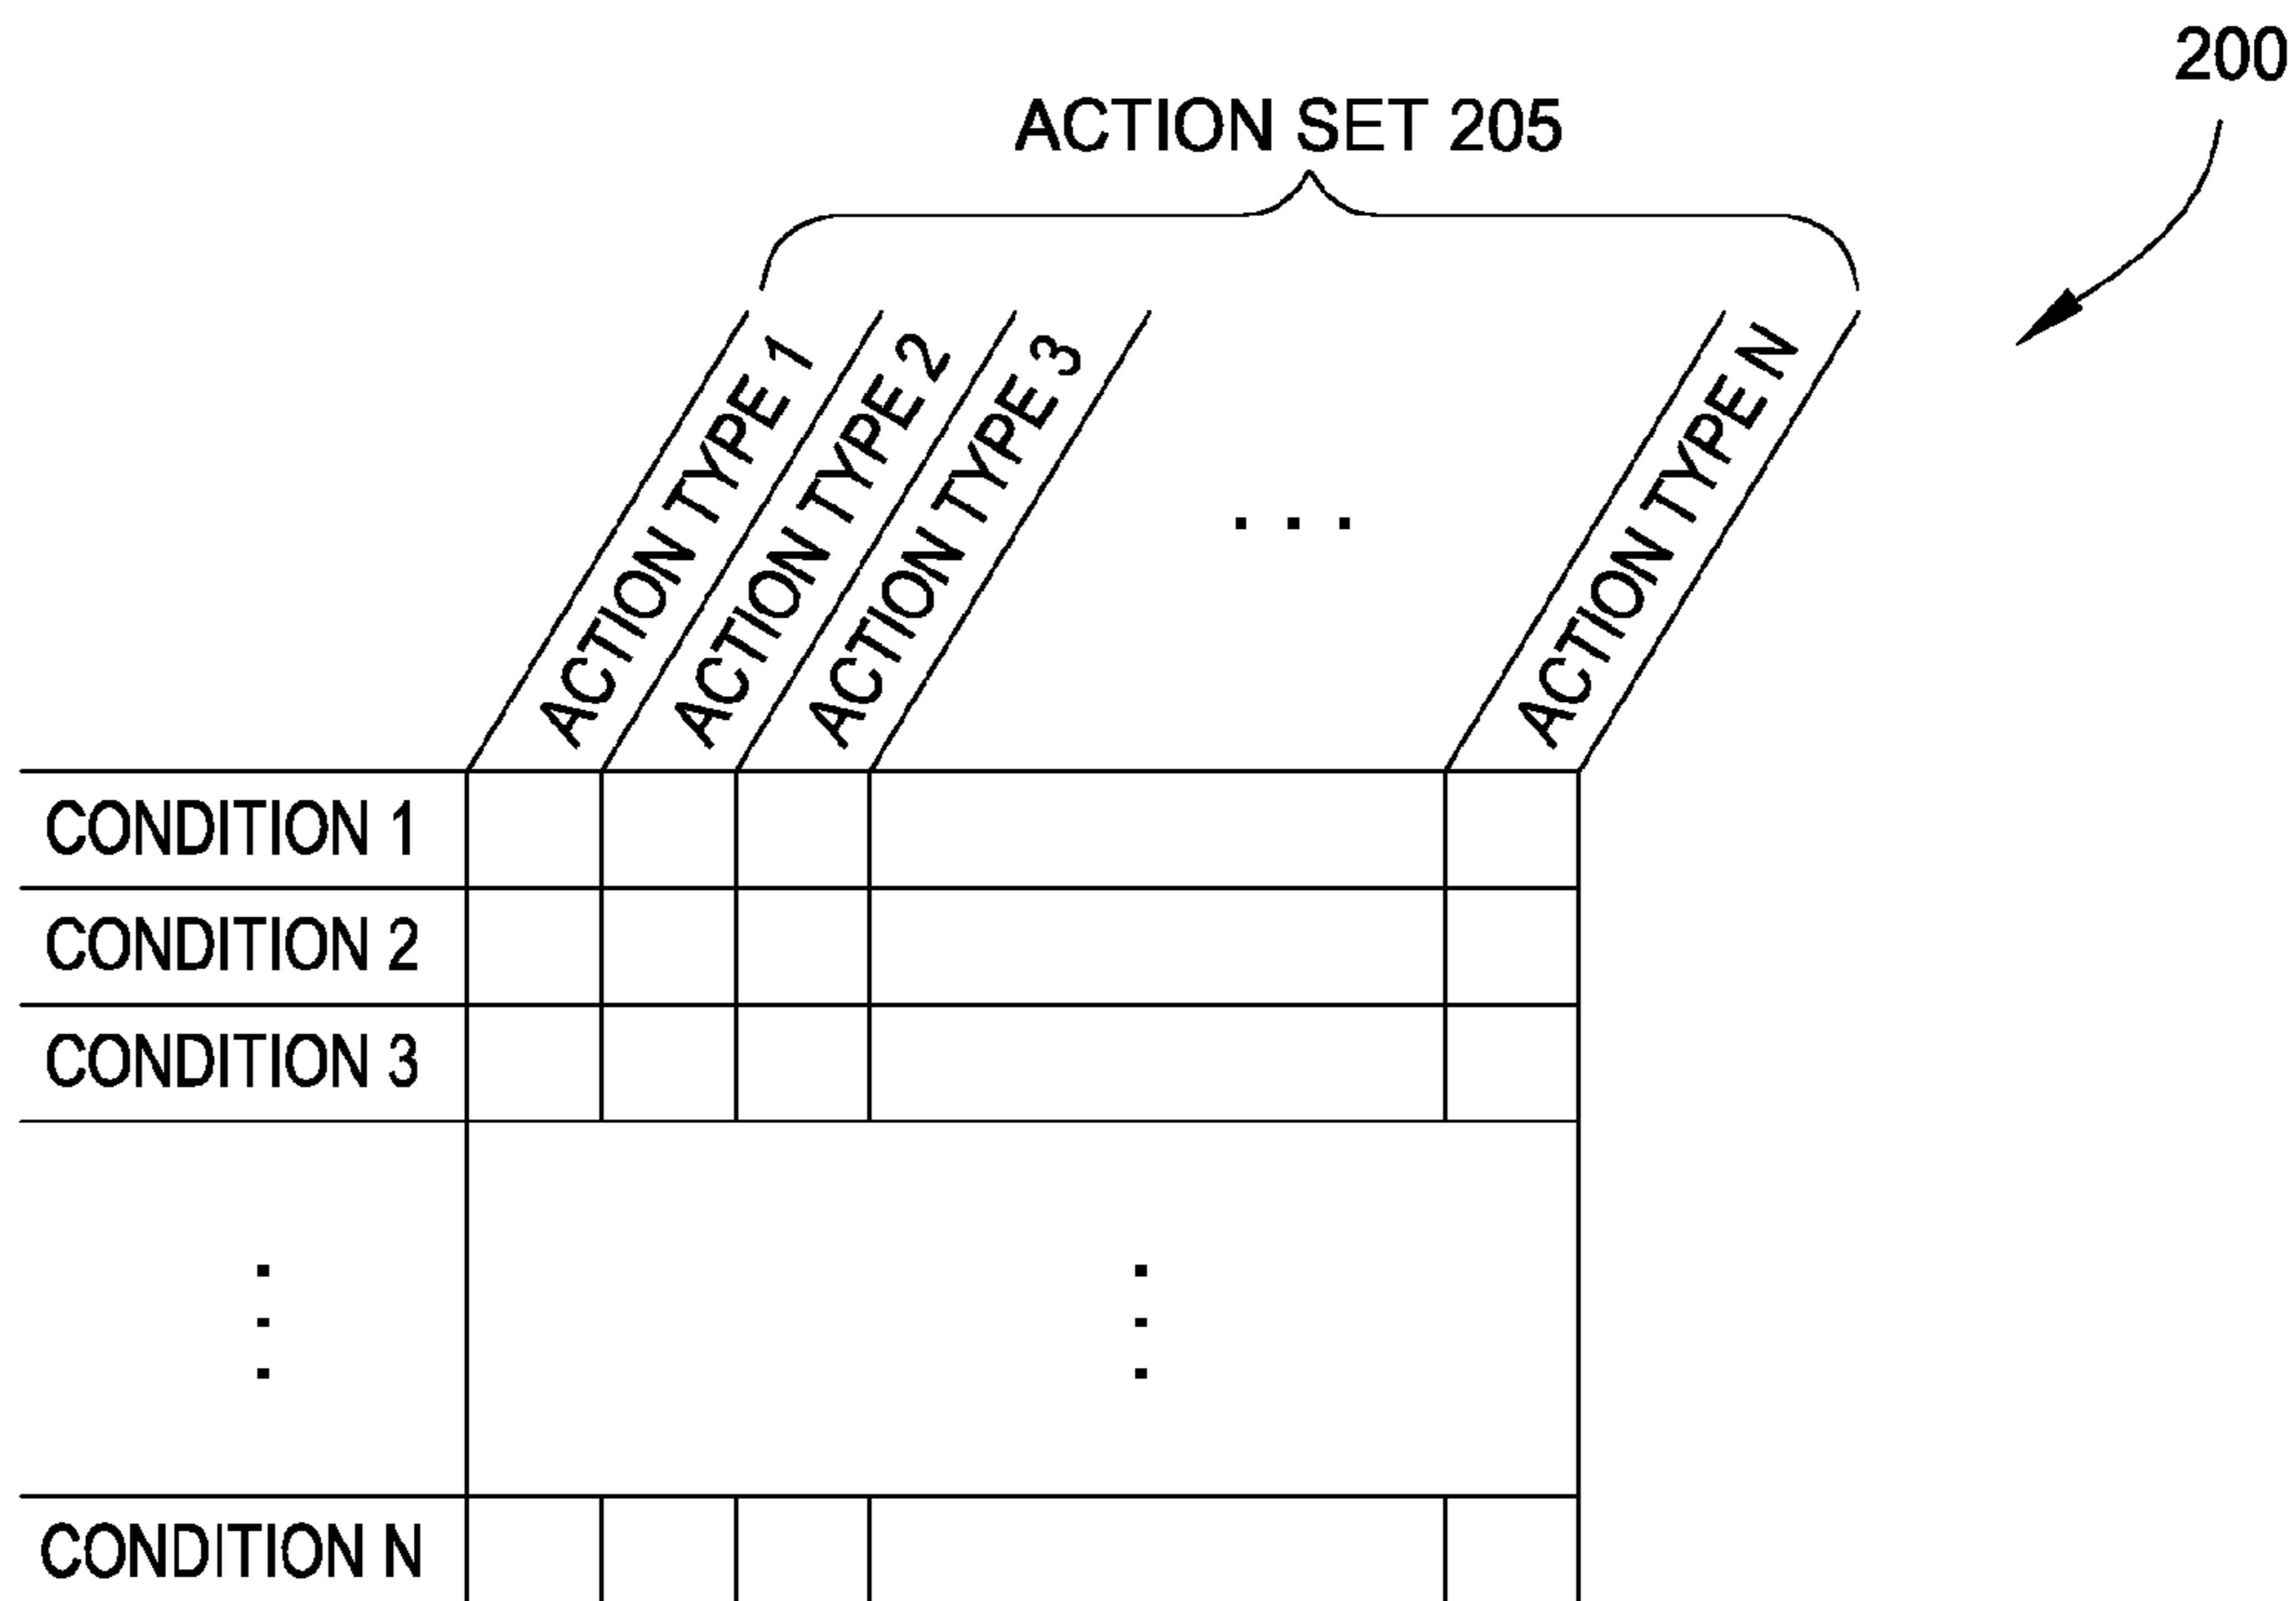 200
ACTION SET 205
ACTION TYPE 1
ACTION TYPE 2
ACTION TYPE 3
. . .
ACTION TYPE N
CONDITION 1
CONDITION 2
CONDITION 3
CONDITION N